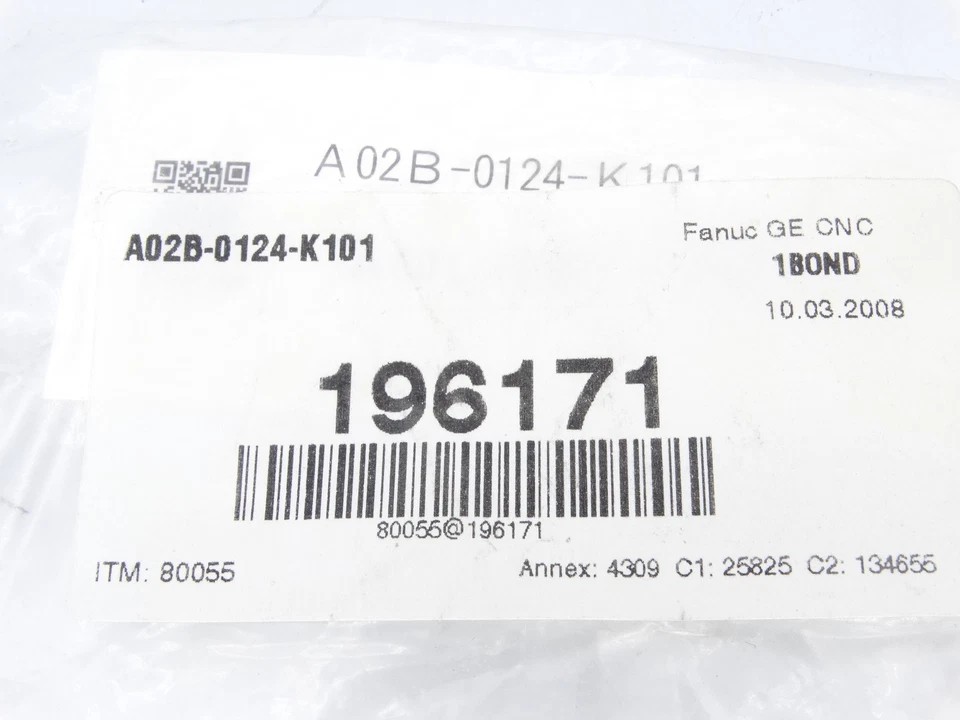 A02B-0124-K101
A02B-0124-K101
Fanuc GE CNC
1BOND
10.03.2008
196171
80055@196171
ITM: 80055
Annex: 4309 C1: 25825 C2: 134655